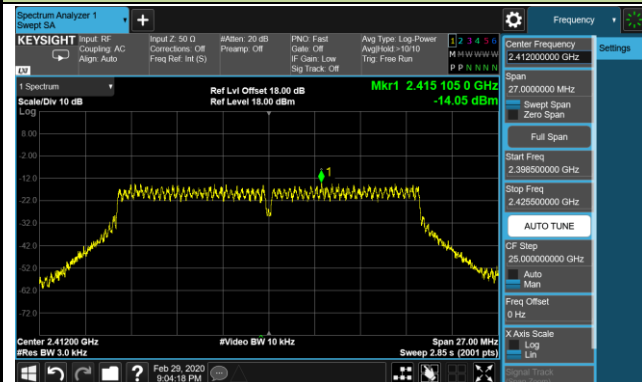 Spectrum Analyzer 1
Swept SA
Frequency
KEYSIGHT
Input: RF
Coupling: AC
Align: Auto
Input Z: 50 Ω
Corrections: Off
Freq Ref: Int (S)
#Atten: 20 dB
Preamp: Off
PNO: Fast
Gate: Off
IF Gain: Low
Sig Track: Off
Avg Type: Log-Power
Avg|Hold:>10/10
Trig: Free Run
1 2 3 4 5 6
M W W W W W
P P N N N N
LXI
1 Spectrum
Scale/Div 10 dB
Ref Lvl Offset 18.00 dB
Ref Level 18.00 dBm
Mkr1 2.415 105 0 GHz
-14.05 dBm
Log
8.00
-2.00
-12.0
-22.0
-32.0
-42.0
-52.0
-62.0
-72.0
1
Center 2.41200 GHz
#Res BW 3.0 kHz
#Video BW 10 kHz
Span 27.00 MHz
Sweep 2.85 s (2001 pts)
Center Frequency
2.412000000 GHz
Span
27.0000000 MHz
Swept Span
Zero Span
Full Span
Start Freq
2.398500000 GHz
Stop Freq
2.425500000 GHz
AUTO TUNE
CF Step
25.000000000 GHz
Auto
Man
Freq Offset
0 Hz
X Axis Scale
Log
Lin
Signal Track
Settings
Feb 29, 2020
9:04:18 PM